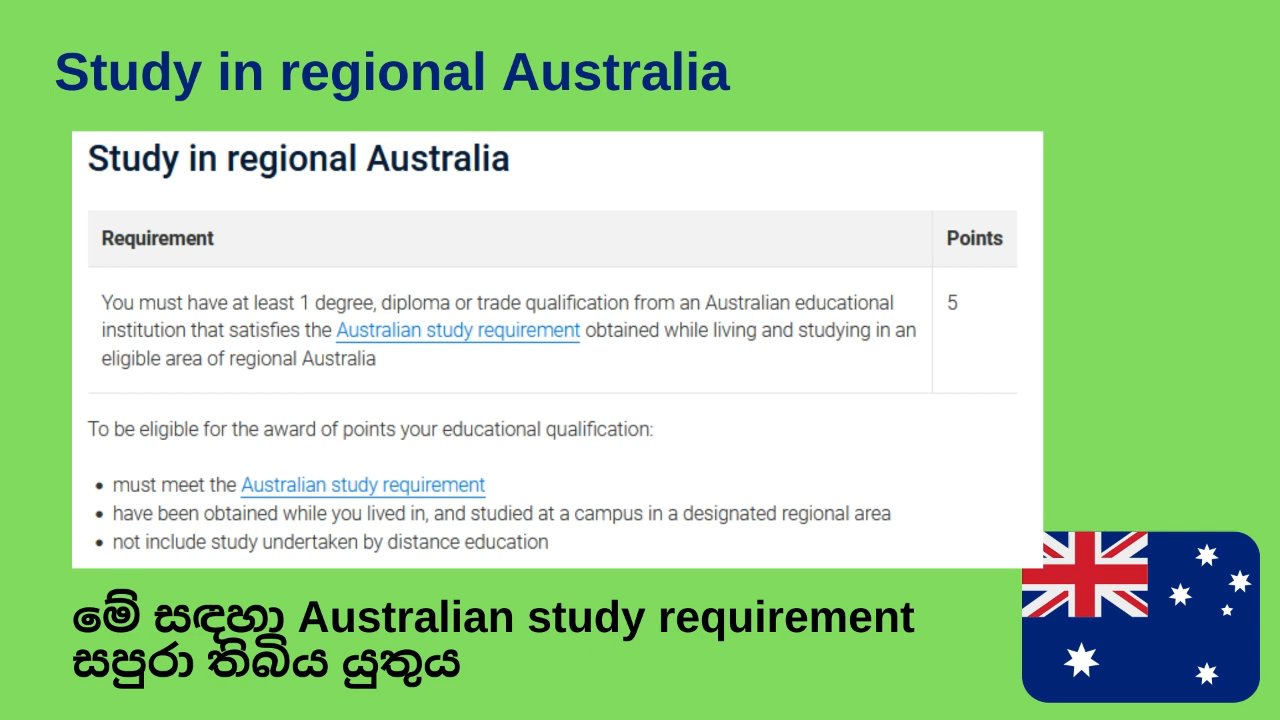 Study in regional Australia
Study in regional Australia
Requirement Points
You must have at least 1 degree, diploma or trade qualification from an Australian educational 5
institution that satisfies the Australian study requirement obtained while living and studying in an
eligible area of regional Australia
To be eligible for the award of points your educational qualification:
• must meet the Australian study requirement
• have been obtained while you lived in, and studied at a campus in a designated regional area
• not include study undertaken by distance education
මේ සඳහා Australian study requirement
සපුරා තිබිය යුතුය